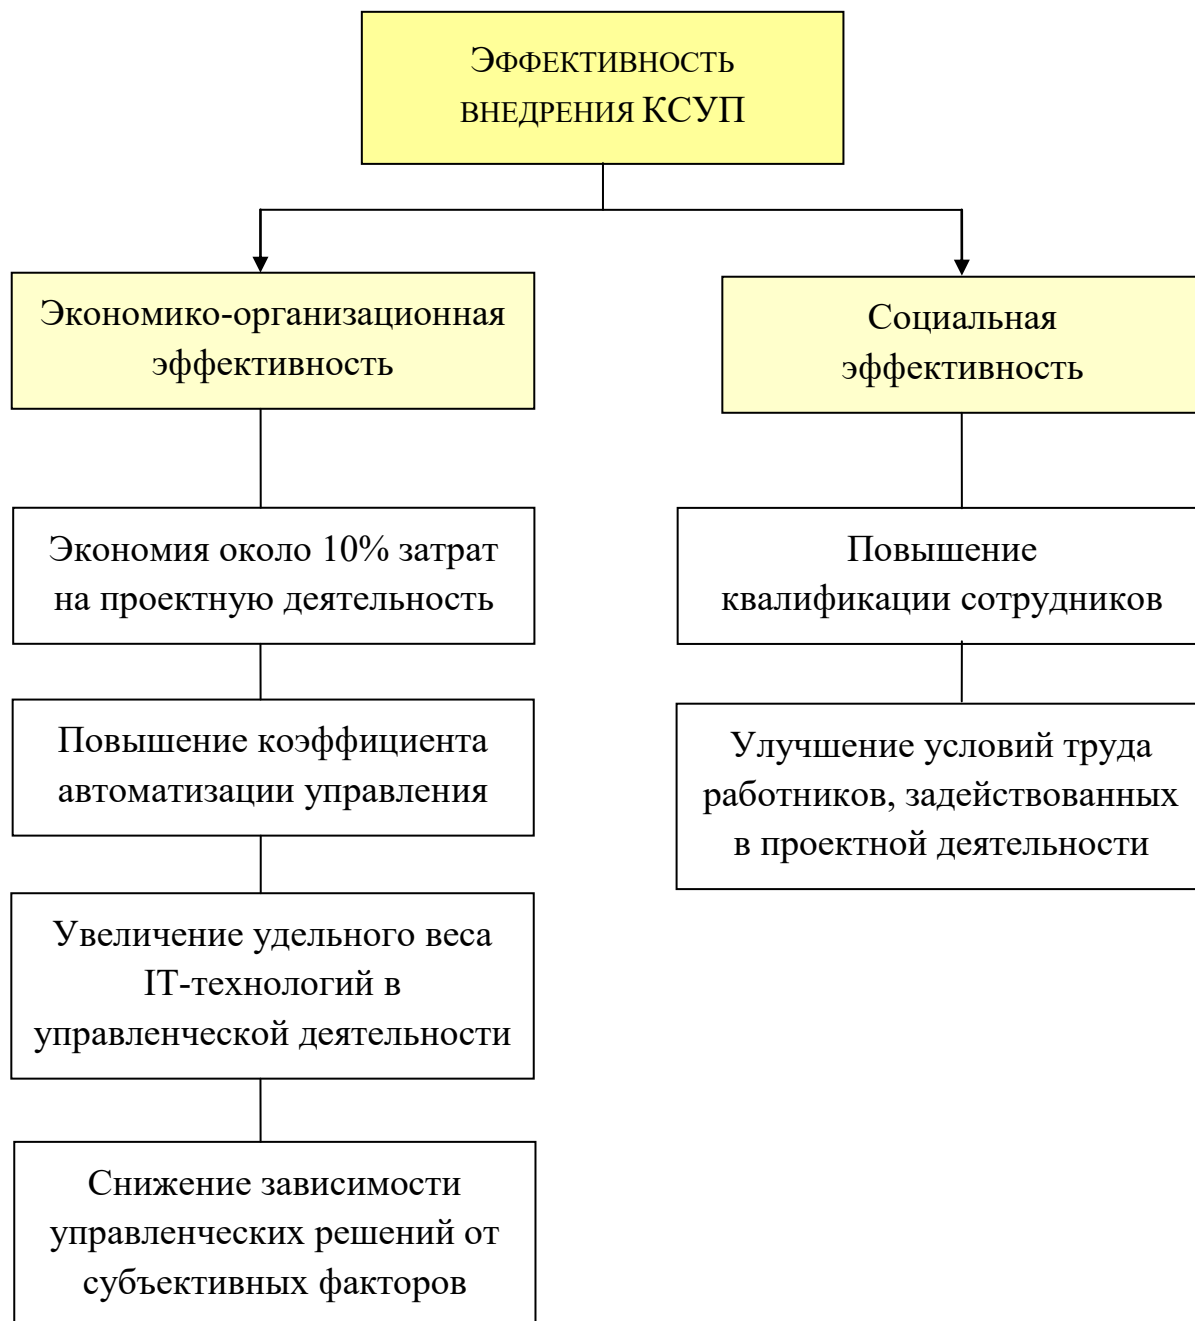 ЭФФЕКТИВНОСТЬ
ВНЕДРЕНИЯ КСУП
Экономико-организационная
эффективность
Экономия около 10% затрат
на проектную деятельность
Повышение коэффициента
автоматизации управления
Увеличение удельного веса
IT-технологий в
управленческой деятельности
Снижение зависимости
управленческих решений от
субъективных факторов
Социальная
эффективность
Повышение
квалификации сотрудников
Улучшение условий труда
работников, задействованных
в проектной деятельности